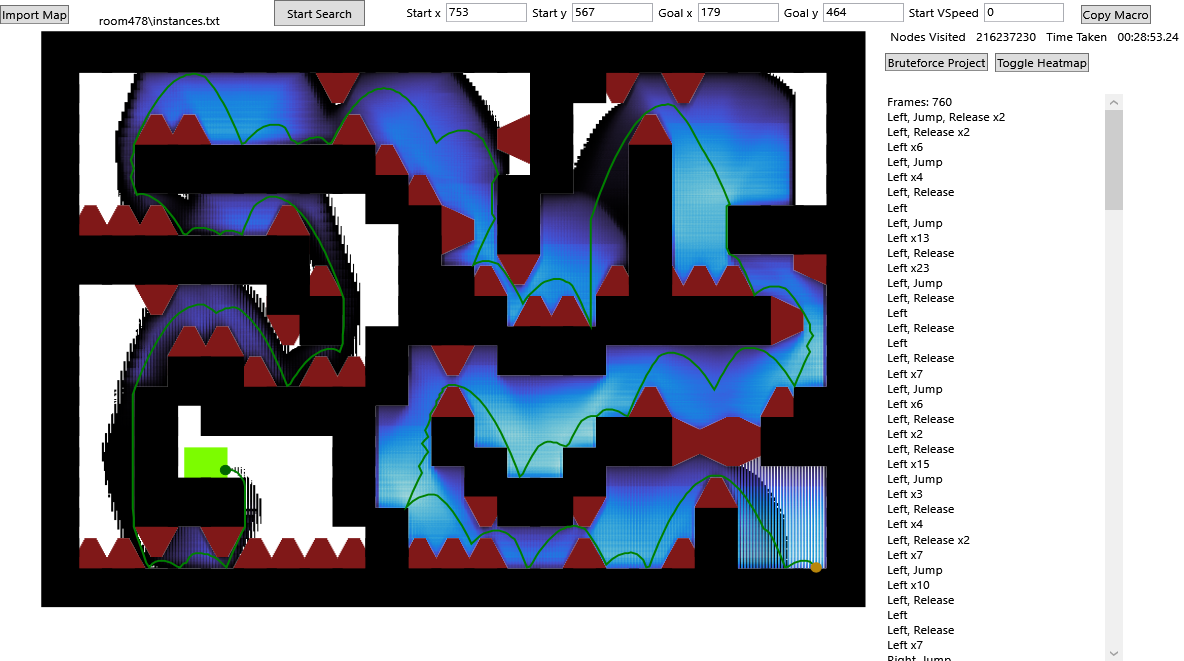 Import Map
room478\instances.txt
Start Search
Start x 753 Start y 567 Goal x 179 Goal y 464 Start VSpeed 0
Copy Macro
Nodes Visited 216237230 Time Taken 00:28:53.24
Bruteforce Project Toggle Heatmap
Frames: 760
Left, Jump, Release x2
Left, Release x2
Left x6
Left, Jump
Left x4
Left, Release
Left
Left, Jump
Left x13
Left, Release
Left x23
Left, Jump
Left, Release
Left
Left, Release
Left
Left, Release
Left x7
Left, Jump
Left x6
Left, Release
Left x2
Left, Release
Left x15
Left, Jump
Left x3
Left, Release
Left x4
Left, Release x2
Left x7
Left, Jump
Left x10
Left, Release
Left
Left, Release
Left x7
Right, Jump